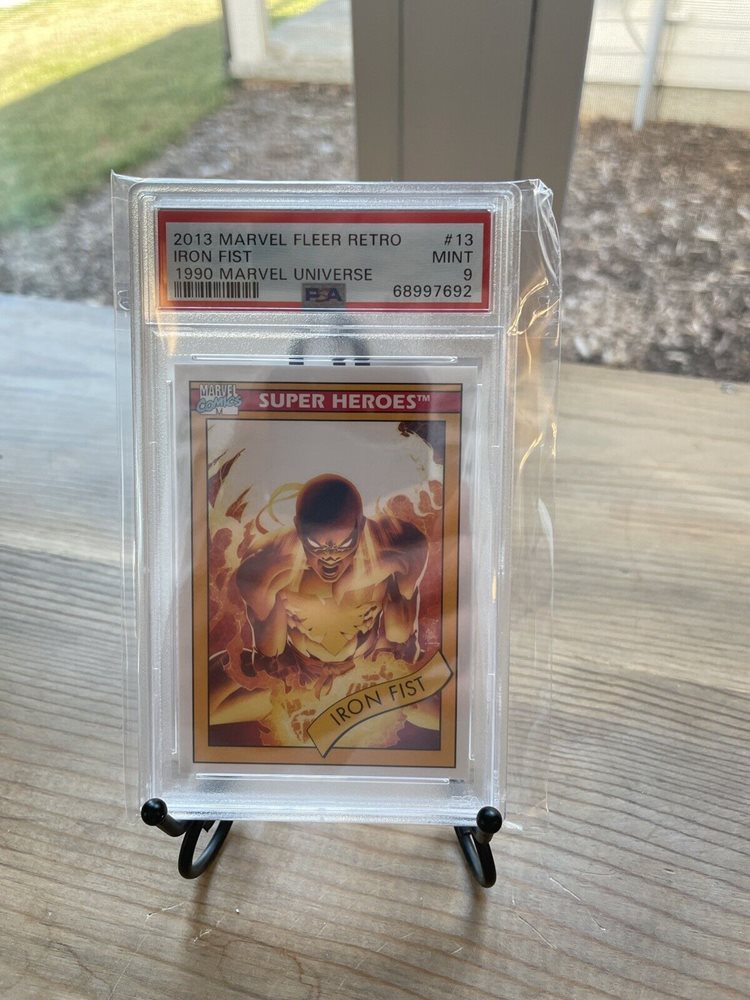 2013 MARVEL FLEER RETRO #13
IRON FIST MINT
1990 MARVEL UNIVERSE 9
PSA 68997692
MARVEL
COMICS
M
SUPER HEROES™
IRON FIST